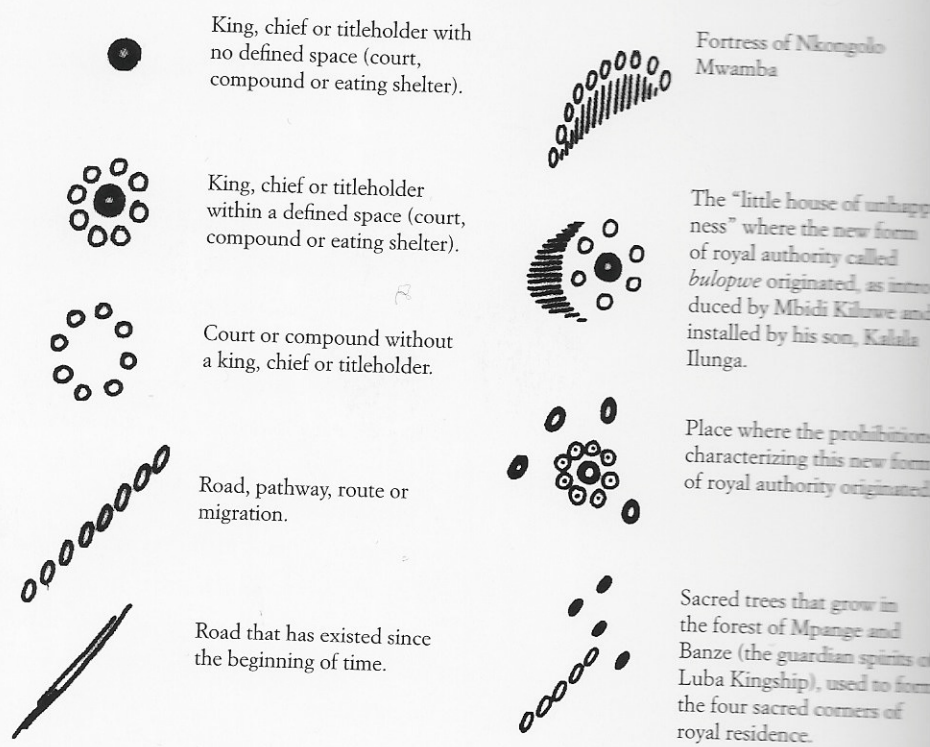 King, chief or titleholder with
no defined space (court,
compound or eating shelter).
King, chief or titleholder
within a defined space (court,
compound or eating shelter).
Court or compound without
a king, chief or titleholder.
Road, pathway, route or
migration.
Road that has existed since
the beginning of time.
Fortress of Nkongolo
Mwamba
The “little house of unhapp
ness” where the new form
of royal authority called
bulopwe originated, as intro
duced by Mbidi Kiluwe and
installed by his son, Kalala
Ilunga.
Place where the prohibitions
characterizing this new form
of royal authority originated
Sacred trees that grow in
the forest of Mpange and
Banze (the guardian spirits of
Luba Kingship), used to form
the four sacred corners of
royal residence.